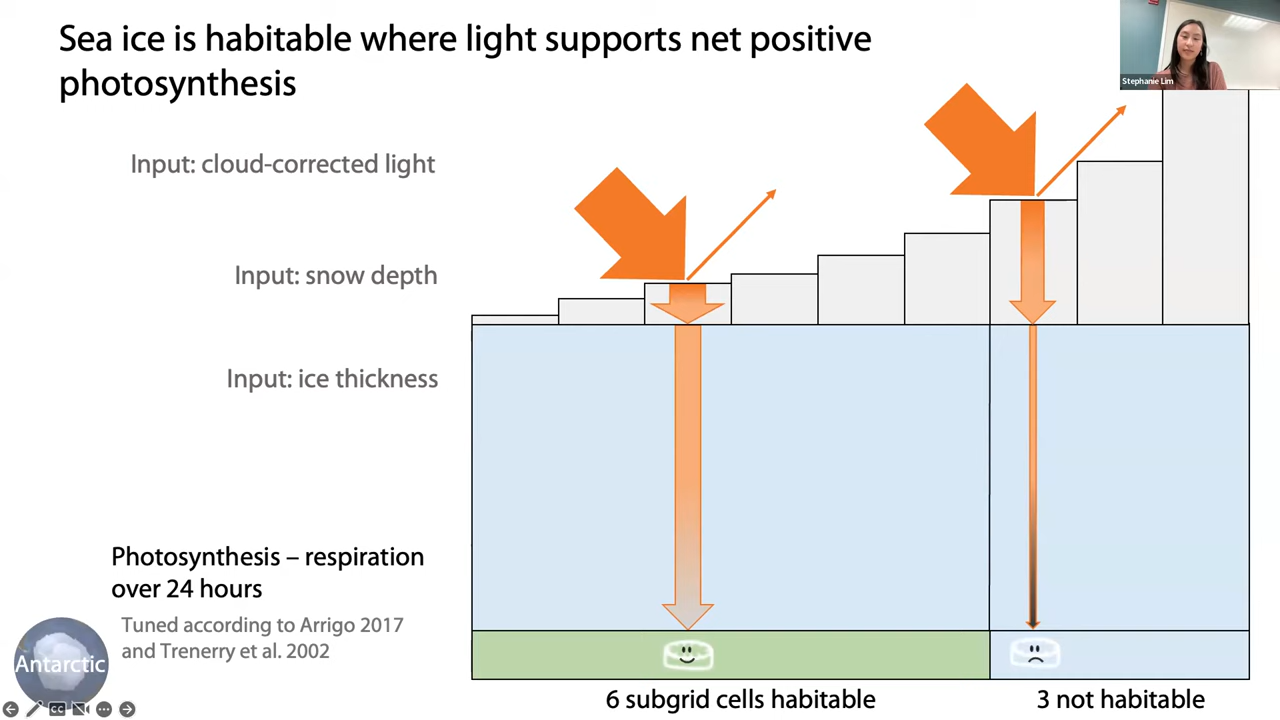 Sea ice is habitable where light supports net positive
photosynthesis
Stephanie Lim
Input: cloud-corrected light
Input: snow depth
Input: ice thickness
Photosynthesis – respiration
over 24 hours
Tuned according to Arrigo 2017
and Trenerry et al. 2002
Antarctic
CC
6 subgrid cells habitable
3 not habitable